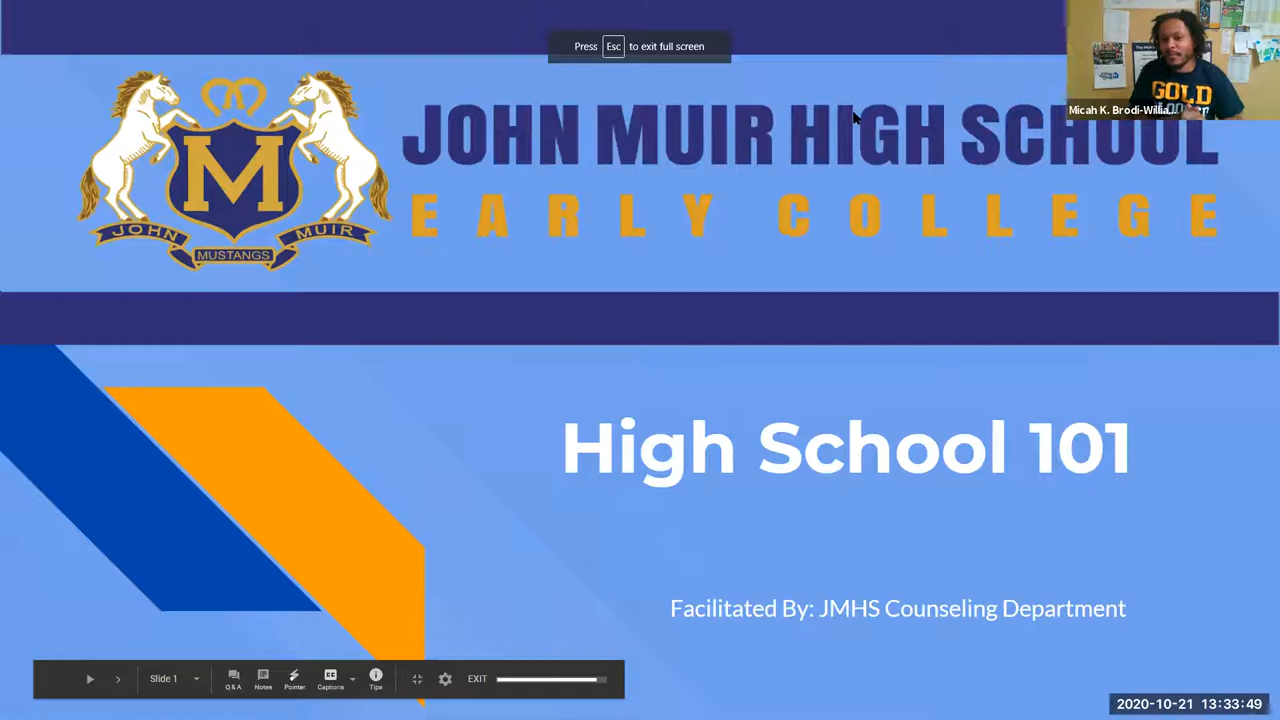 Press Esc to exit full screen
GOLD
Micah K. Brodi-Willia...
JOHN MUIR HIGH SCHOOL
EARLY COLLEGE
M
JOHN MUIR
MUSTANGS
High School 101
Facilitated By: JMHS Counseling Department
Slide 1
Q & A
Notes
Pointer
CC
Captions
Tips
EXIT
2020-10-21 13:33:49